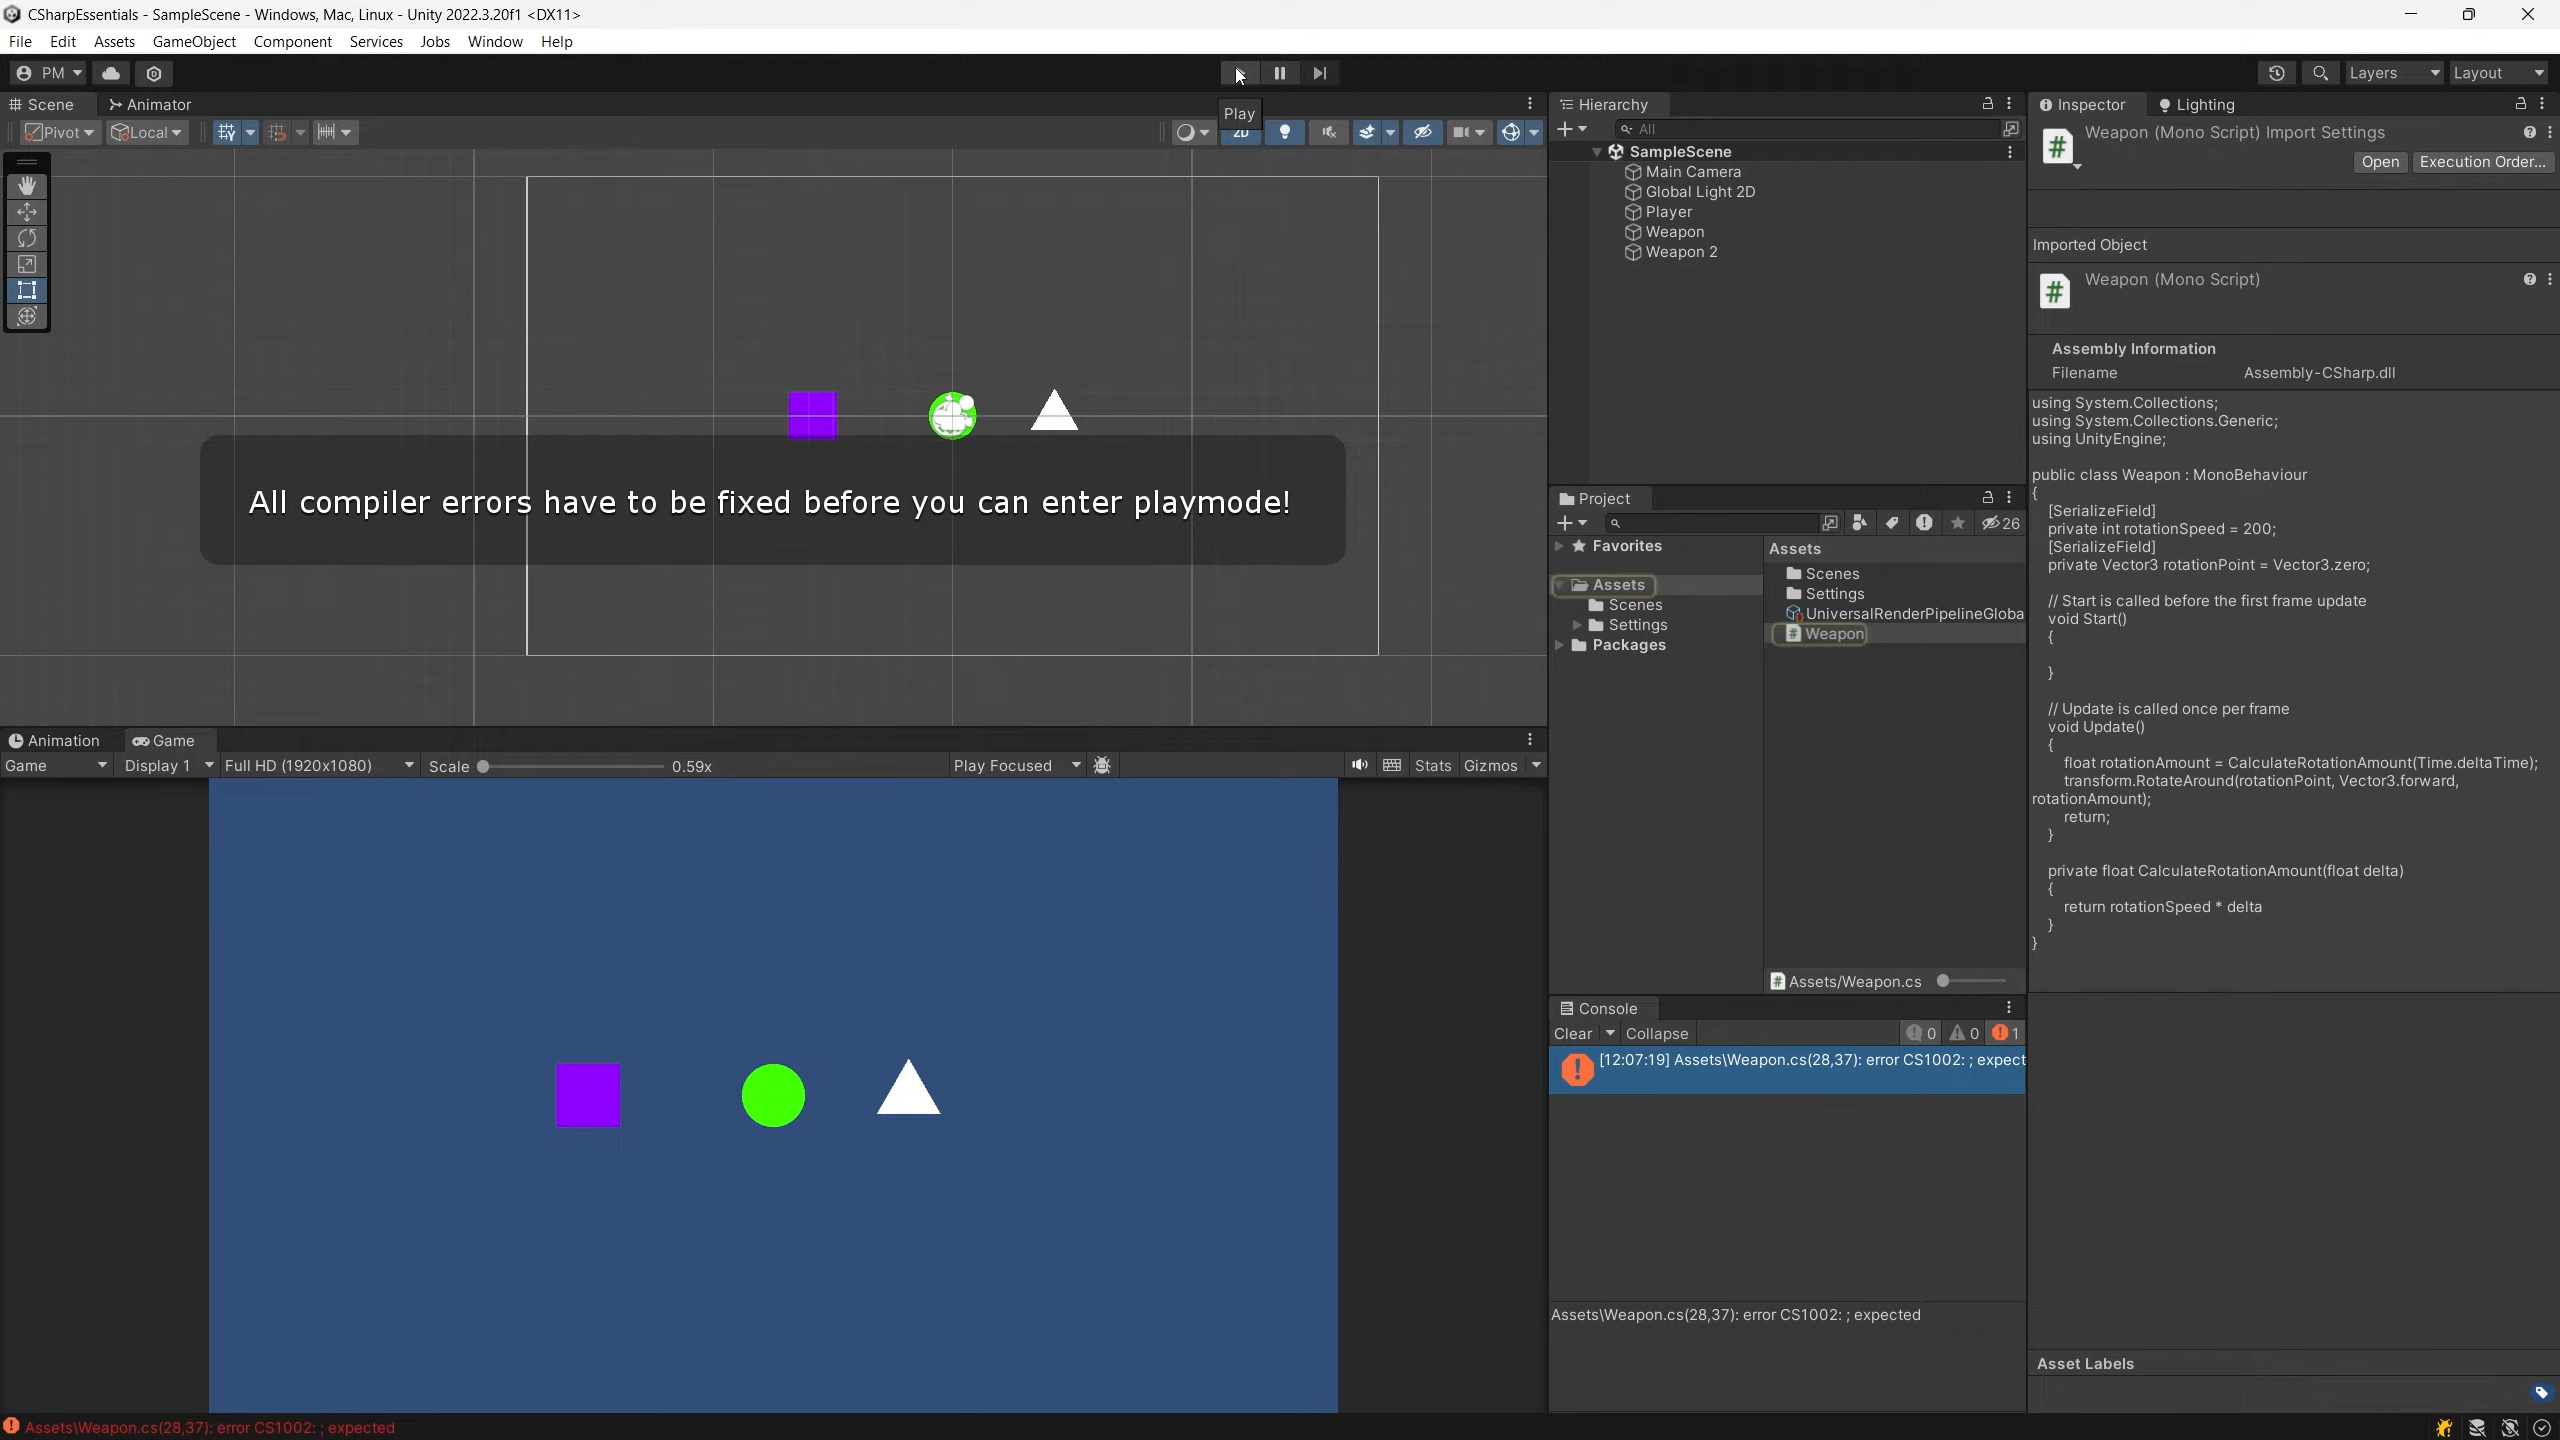 CSharpEssentials - SampleScene - Windows, Mac, Linux - Unity 2022.3.20f1 <DX11>
File Edit Assets GameObject Component Services Jobs Window Help
PM
Layers Layout
Scene Animator
Play
Pivot Local
2D
All compiler errors have to be fixed before you can enter playmode!
Animation Game
Game Display 1 Full HD (1920x1080) Scale 0.59x Play Focused Stats Gizmos
Hierarchy
All
SampleScene
Main Camera
Global Light 2D
Player
Weapon
Weapon 2
Project
26
Favorites
Assets
Scenes
Settings
Packages
Assets
Scenes
Settings
UniversalRenderPipelineGloba
Weapon
Assets/Weapon.cs
Console
Clear Collapse 0 0 1
[12:07:19] Assets\Weapon.cs(28,37): error CS1002: ; expect
Assets\Weapon.cs(28,37): error CS1002: ; expected
Inspector Lighting
Weapon (Mono Script) Import Settings
Open Execution Order...
Imported Object
Weapon (Mono Script)
Assembly Information
Filename Assembly-CSharp.dll
using System.Collections;
using System.Collections.Generic;
using UnityEngine;
public class Weapon : MonoBehaviour
{
[SerializeField]
private int rotationSpeed = 200;
[SerializeField]
private Vector3 rotationPoint = Vector3.zero;
// Start is called before the first frame update
void Start()
{
}
// Update is called once per frame
void Update()
{
float rotationAmount = CalculateRotationAmount(Time.deltaTime);
transform.RotateAround(rotationPoint, Vector3.forward,
rotationAmount);
return;
}
private float CalculateRotationAmount(float delta)
{
return rotationSpeed * delta
}
}
Asset Labels
Assets\Weapon.cs(28,37): error CS1002: ; expected